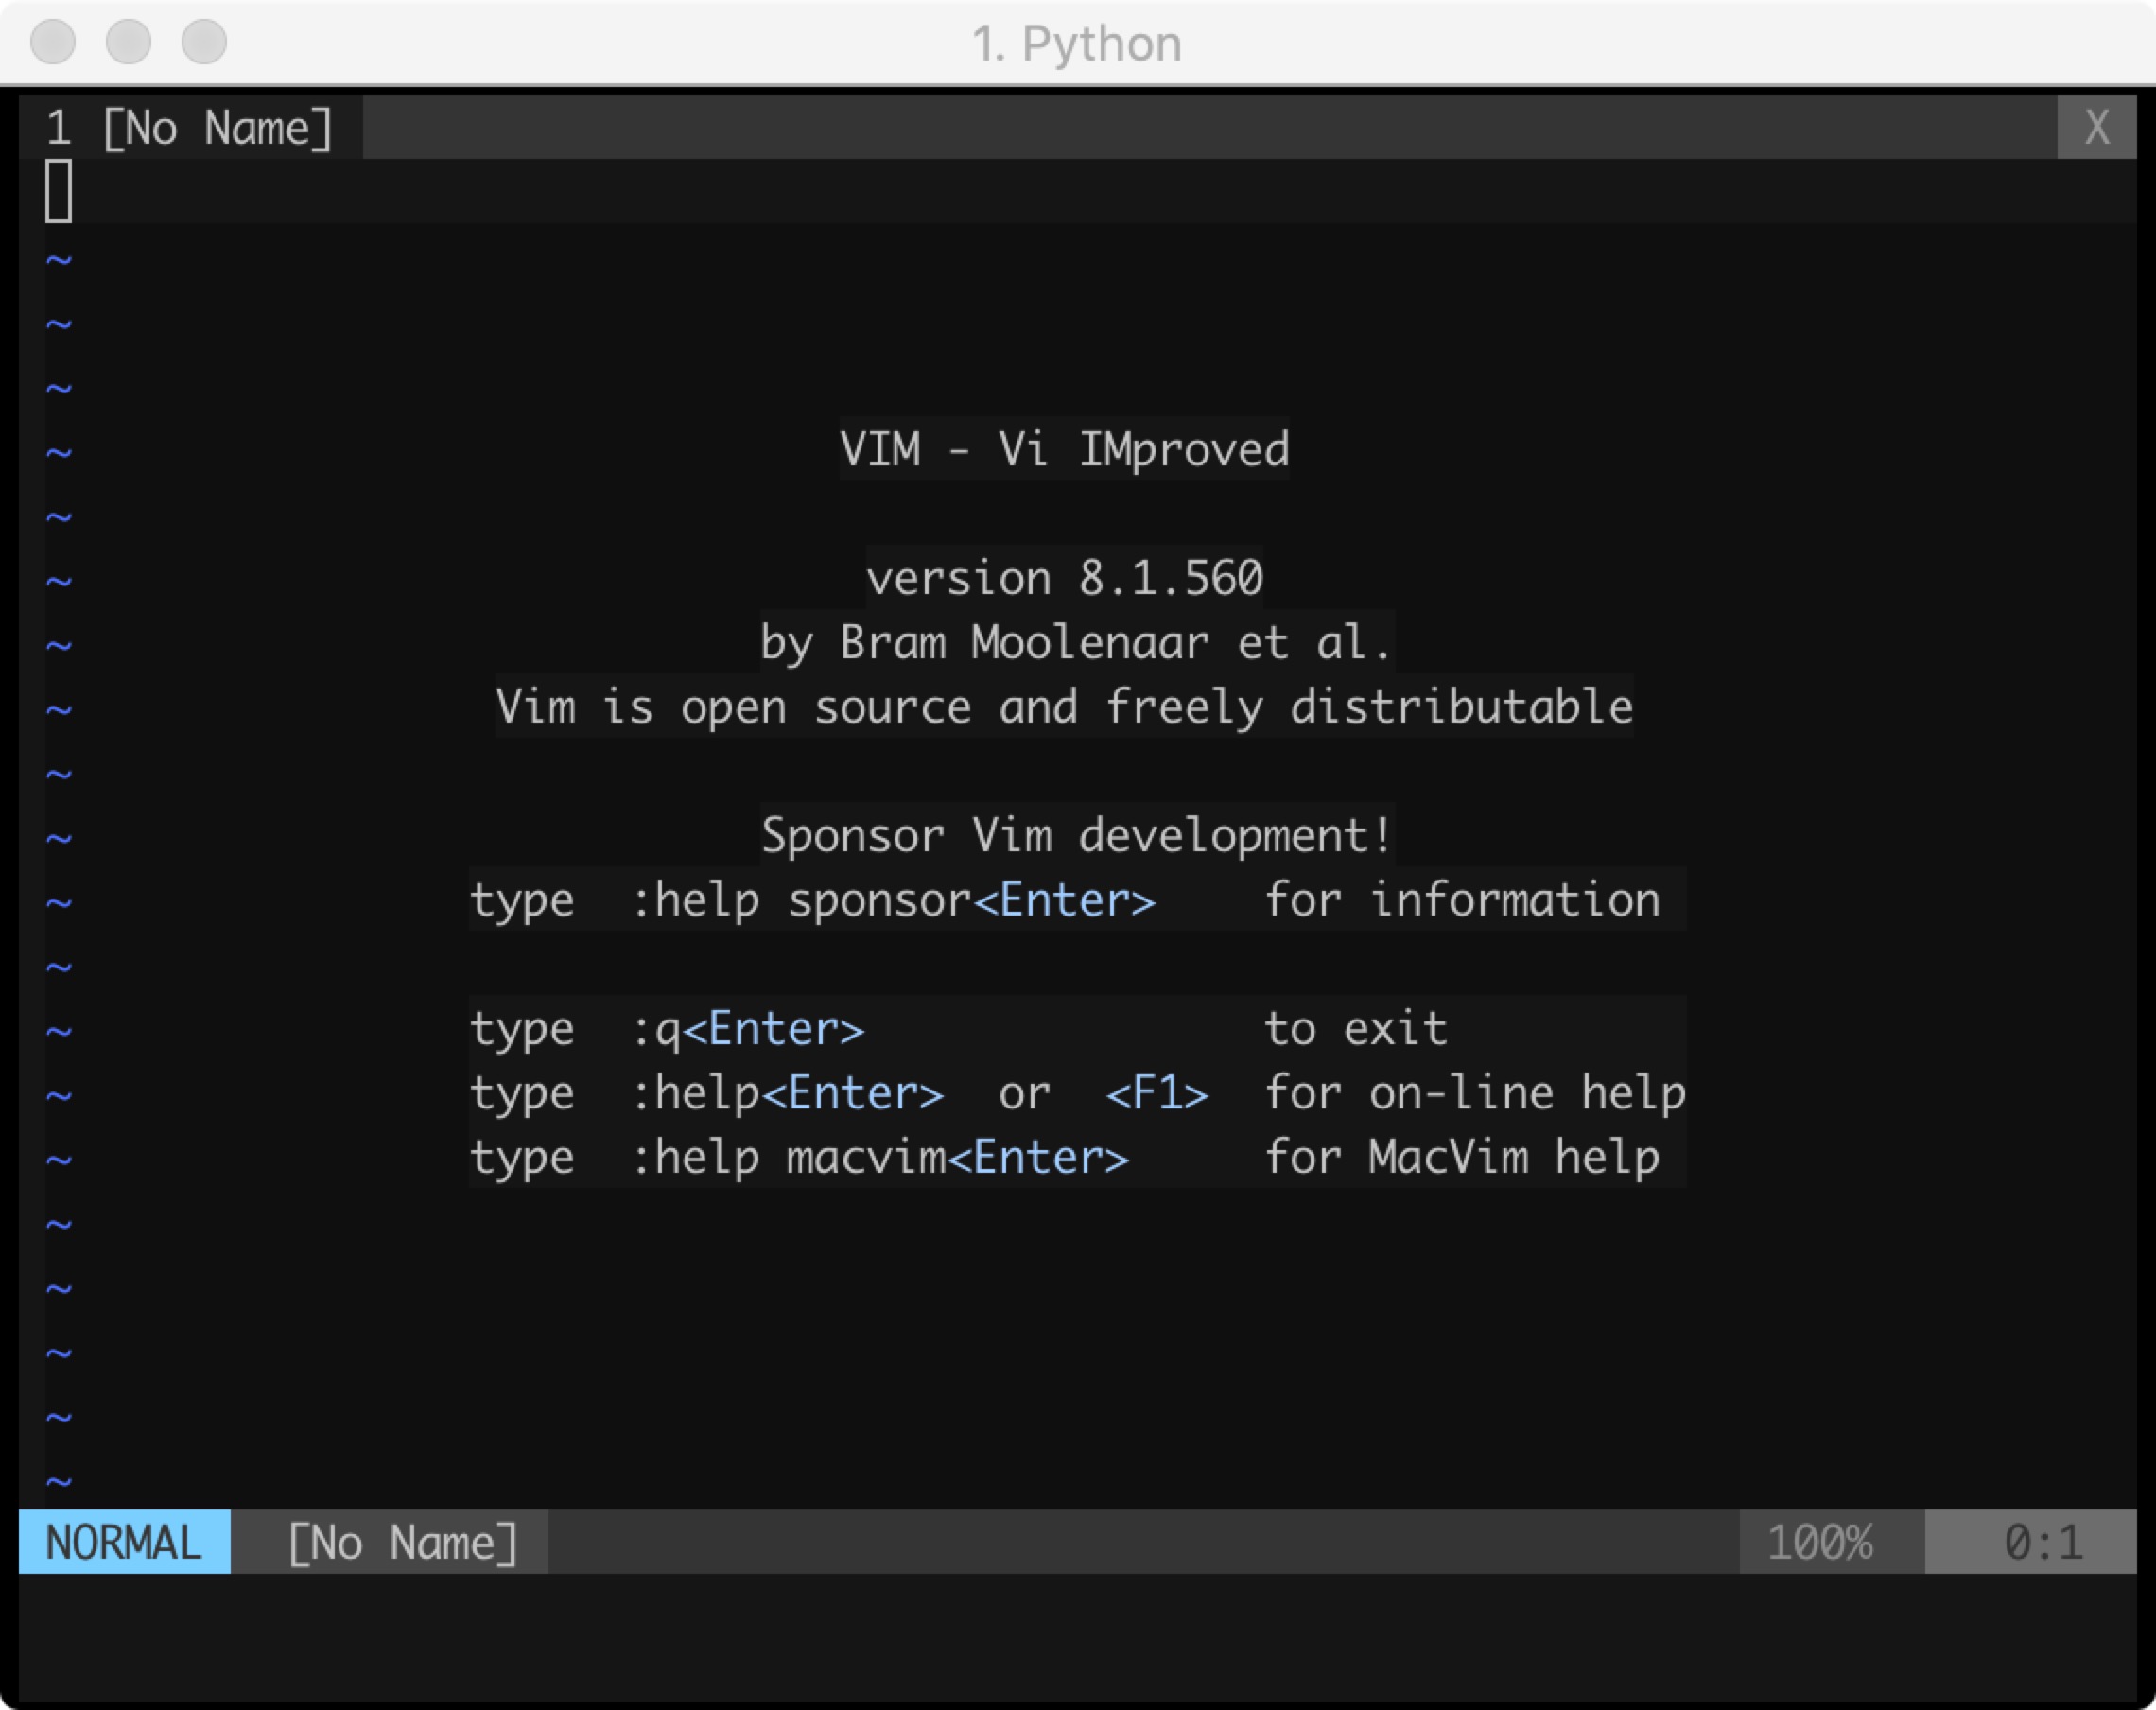 1. Python
1 [No Name] X
~
~
~
~ VIM - Vi IMproved
~
~ version 8.1.560
~ by Bram Moolenaar et al.
~ Vim is open source and freely distributable
~
~ Sponsor Vim development!
~ type :help sponsor<Enter> for information
~
~ type :q<Enter> to exit
~ type :help<Enter> or <F1> for on-line help
~ type :help macvim<Enter> for MacVim help
~
~
~
~
~
NORMAL [No Name] 100% 0:1